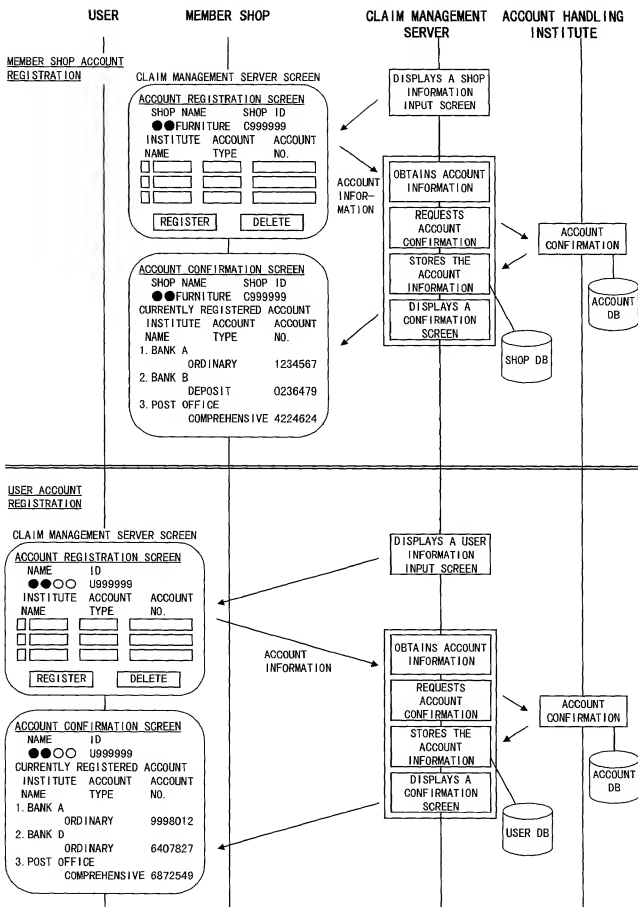 USER MEMBER SHOP CLAIM MANAGEMENT SERVER ACCOUNT HANDLING INSTITUTE
MEMBER SHOP ACCOUNT
REGISTRATION
CLAIM MANAGEMENT SERVER SCREEN
ACCOUNT REGISTRATION SCREEN
SHOP NAME SHOP ID
●●FURNITURE C999999
INSTITUTE ACCOUNT ACCOUNT
NAME TYPE NO.
REGISTER DELETE
DISPLAYS A SHOP
INFORMATION
INPUT SCREEN
ACCOUNT
INFOR-
MATION
OBTAINS ACCOUNT
INFORMATION
REQUESTS
ACCOUNT
CONFIRMATION
STORES THE
ACCOUNT
INFORMATION
DISPLAYS A
CONFIRMATION
SCREEN
ACCOUNT
CONFIRMATION
ACCOUNT
DB
SHOP DB
ACCOUNT CONFIRMATION SCREEN
SHOP NAME SHOP ID
●●FURNITURE C999999
CURRENTLY REGISTERED ACCOUNT
INSTITUTE ACCOUNT ACCOUNT
NAME TYPE NO.
1. BANK A
ORDINARY 1234567
2. BANK B
DEPOSIT 0236479
3. POST OFFICE
COMPREHENSIVE 4224624
USER ACCOUNT
REGISTRATION
CLAIM MANAGEMENT SERVER SCREEN
ACCOUNT REGISTRATION SCREEN
NAME ID
●●○○ U999999
INSTITUTE ACCOUNT ACCOUNT
NAME TYPE NO.
REGISTER DELETE
DISPLAYS A USER
INFORMATION
INPUT SCREEN
ACCOUNT
INFORMATION
OBTAINS ACCOUNT
INFORMATION
REQUESTS
ACCOUNT
CONFIRMATION
STORES THE
ACCOUNT
INFORMATION
DISPLAYS A
CONFIRMATION
SCREEN
ACCOUNT
CONFIRMATION
ACCOUNT
DB
USER DB
ACCOUNT CONFIRMATION SCREEN
NAME ID
●●○○ U999999
CURRENTLY REGISTERED ACCOUNT
INSTITUTE ACCOUNT ACCOUNT
NAME TYPE NO.
1. BANK A
ORDINARY 9998012
2. BANK D
ORDINARY 6407827
3. POST OFFICE
COMPREHENSIVE 6872549